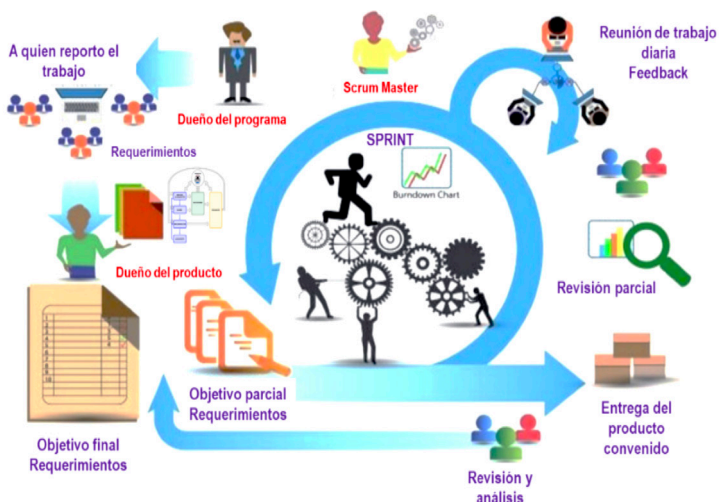 A quien reporto el
trabajo
Requerimientos
Dueño del programa
Scrum Master
Reunión de trabajo
diaria
Feedback
SPRINT
Burndown Chart
Dueño del producto
Revisión parcial
Objetivo parcial
Requerimientos
Objetivo final
Requerimientos
Entrega del
producto
convenido
Revisión y
análisis